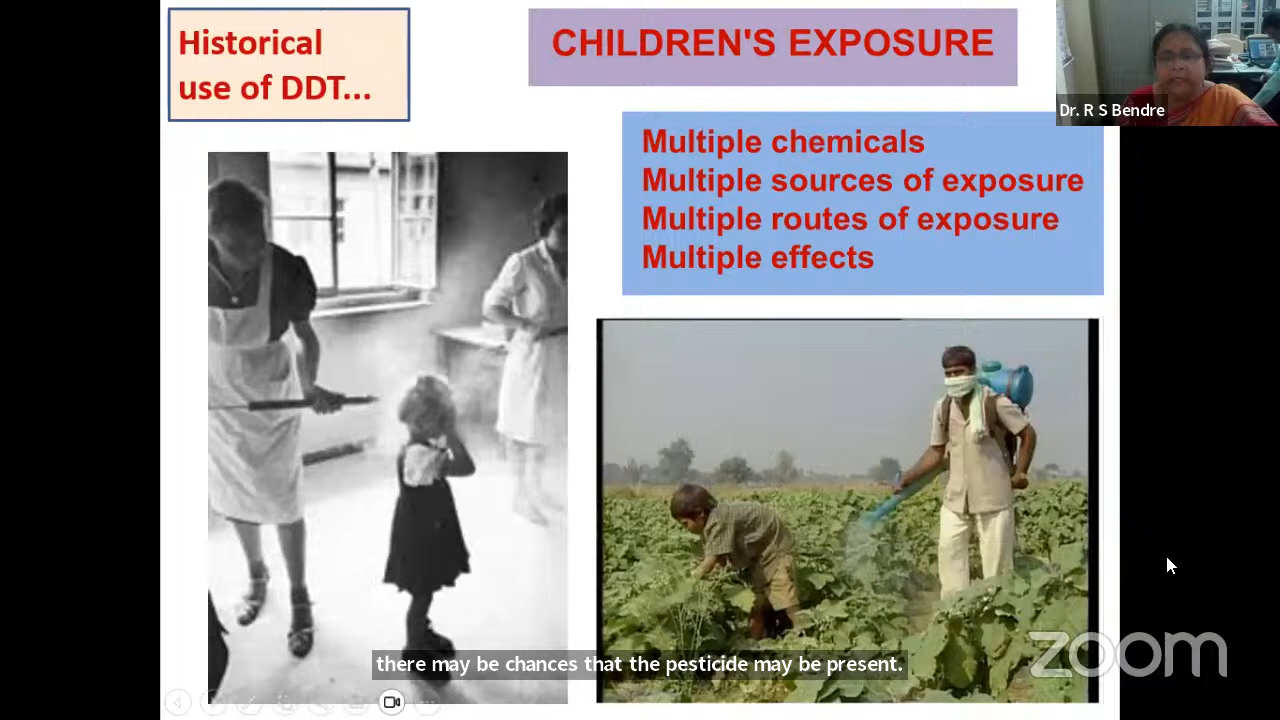 Historical
use of DDT...
CHILDREN'S EXPOSURE
Dr. R S Bendre
Multiple chemicals
Multiple sources of exposure
Multiple routes of exposure
Multiple effects
there may be chances that the pesticide may be present.
zoom